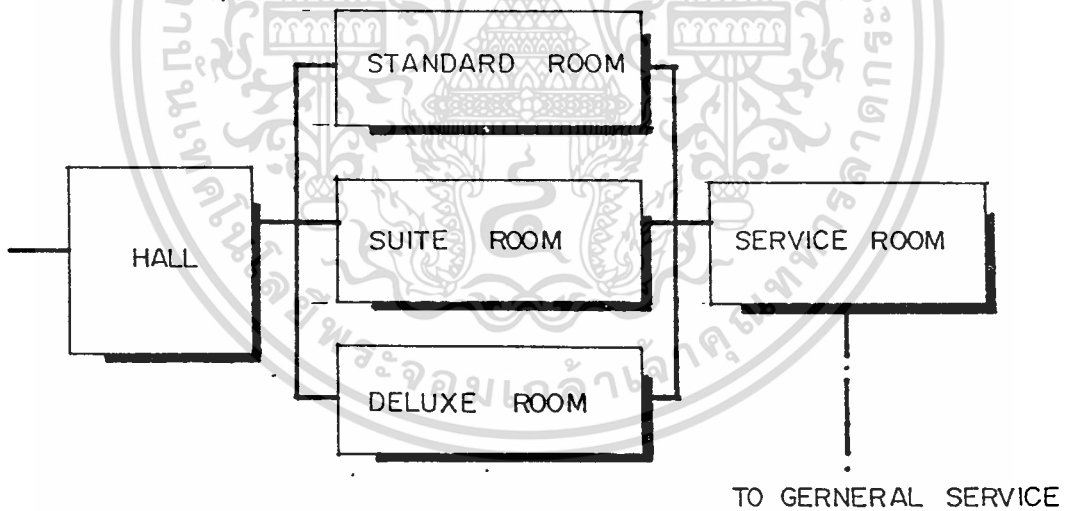 STANDARD ROOM
HALL
SUITE ROOM
SERVICE ROOM
DELUXE ROOM
TO GERNERAL SERVICE